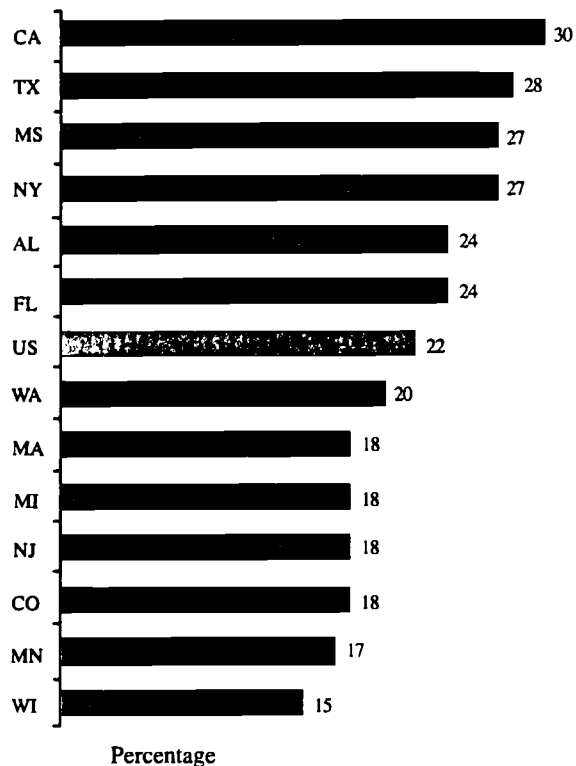 CA 30
TX 28
MS 27
NY 27
AL 24
FL 24
US 22
WA 20
MA 18
MI 18
NJ 18
CO 18
MN 17
WI 15
Percentage